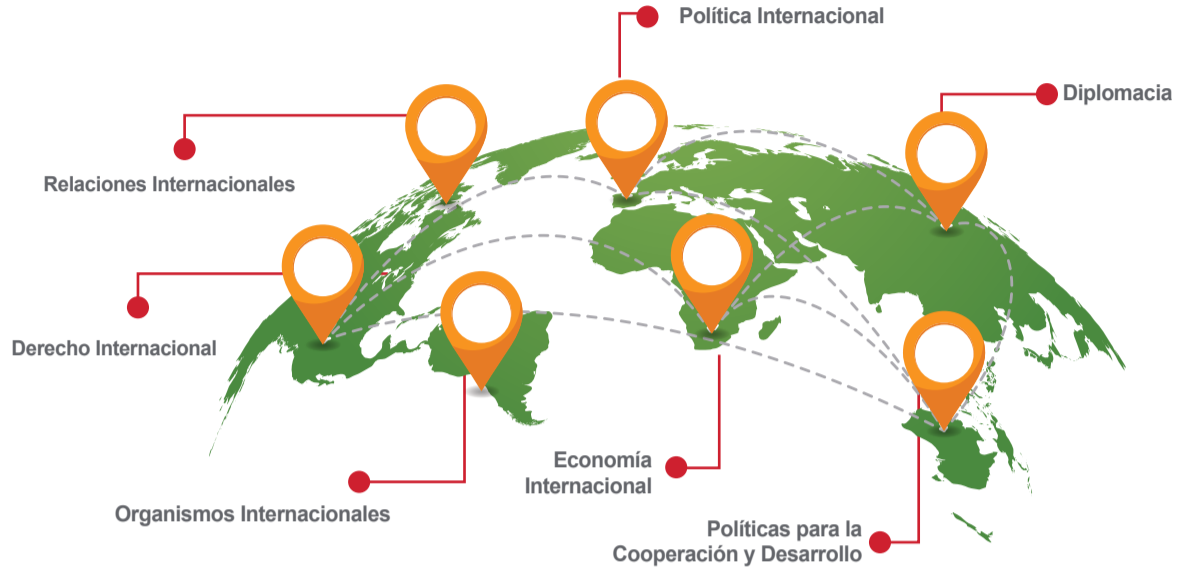 Política Internacional
Diplomacia
Relaciones Internacionales
Derecho Internacional
Economía
Internacional
Organismos Internacionales
Políticas para la
Cooperación y Desarrollo